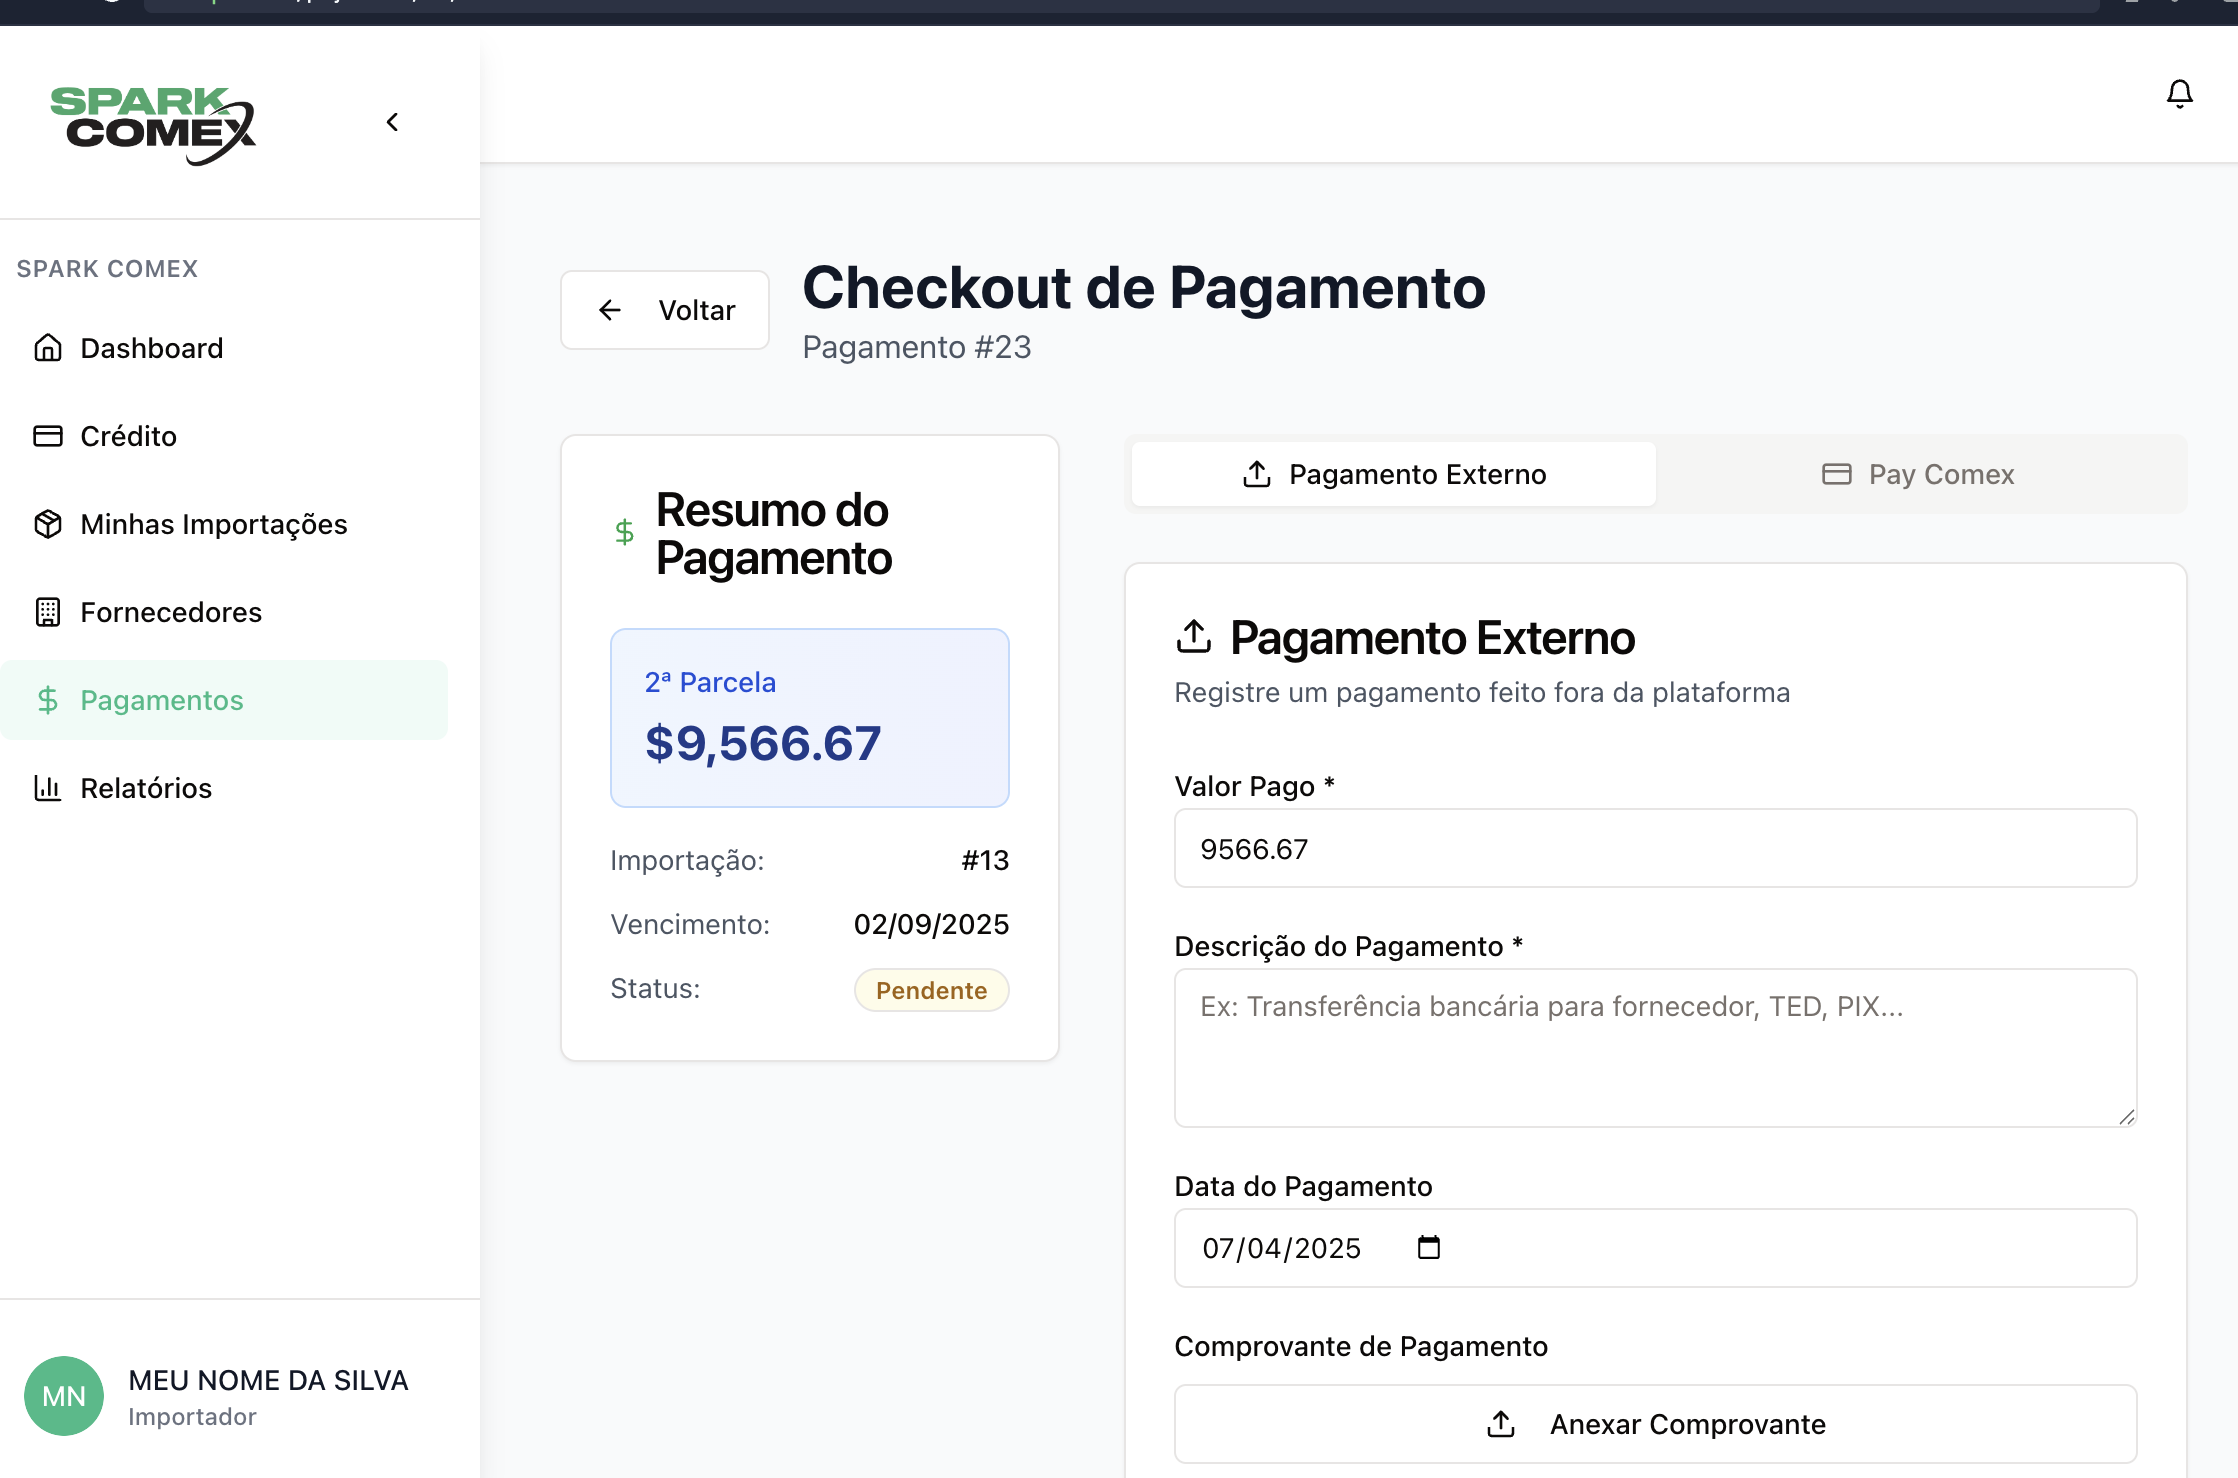 SPARK
COMEX
SPARK COMEX
Dashboard
Crédito
Minhas Importações
Fornecedores
Pagamentos
Relatórios
MN
MEU NOME DA SILVA
Importador
Voltar
Checkout de Pagamento
Pagamento #23
Resumo do
Pagamento
2ª Parcela
$9,566.67
Importação: #13
Vencimento: 02/09/2025
Status: Pendente
Pagamento Externo
Pay Comex
Pagamento Externo
Registre um pagamento feito fora da plataforma
Valor Pago *
9566.67
Descrição do Pagamento *
Ex: Transferência bancária para fornecedor, TED, PIX...
Data do Pagamento
07/04/2025
Comprovante de Pagamento
Anexar Comprovante